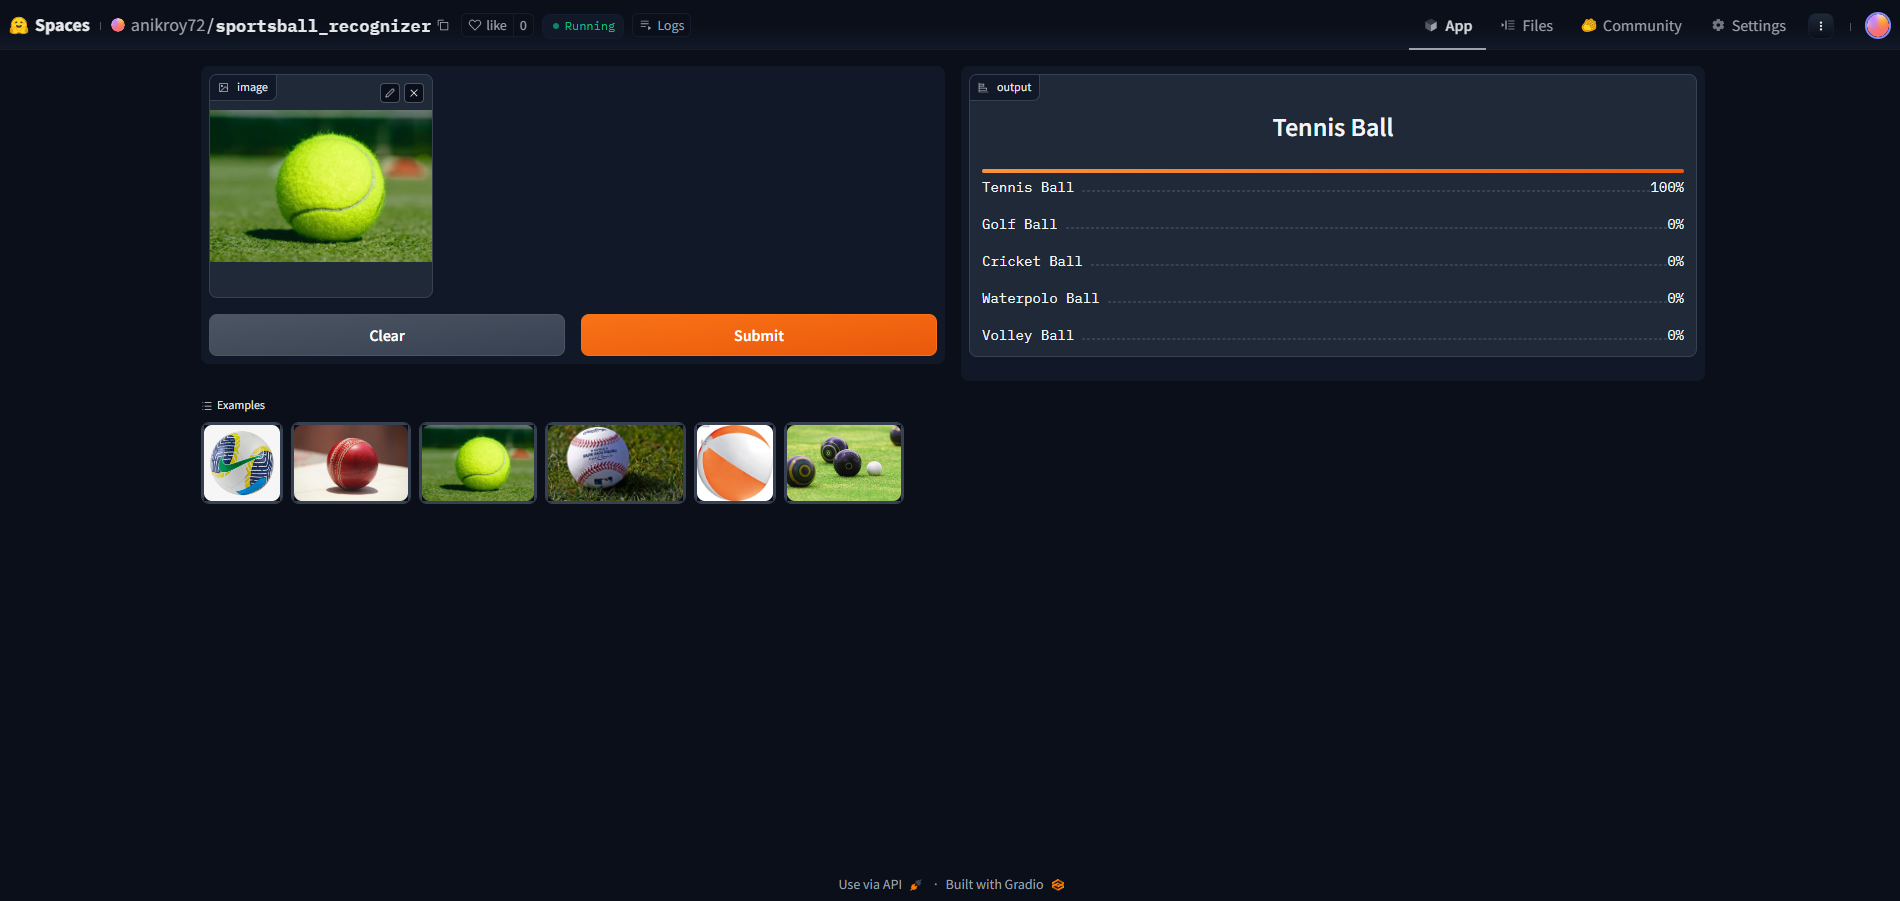 Spaces
anikroy72/sportsball_recognizer
like 0
Running
Logs
App
Files
Community
Settings
image
Clear
Submit
output
Tennis Ball
Tennis Ball 100%
Golf Ball 0%
Cricket Ball 0%
Waterpolo Ball 0%
Volley Ball 0%
Examples
Use via API · Built with Gradio